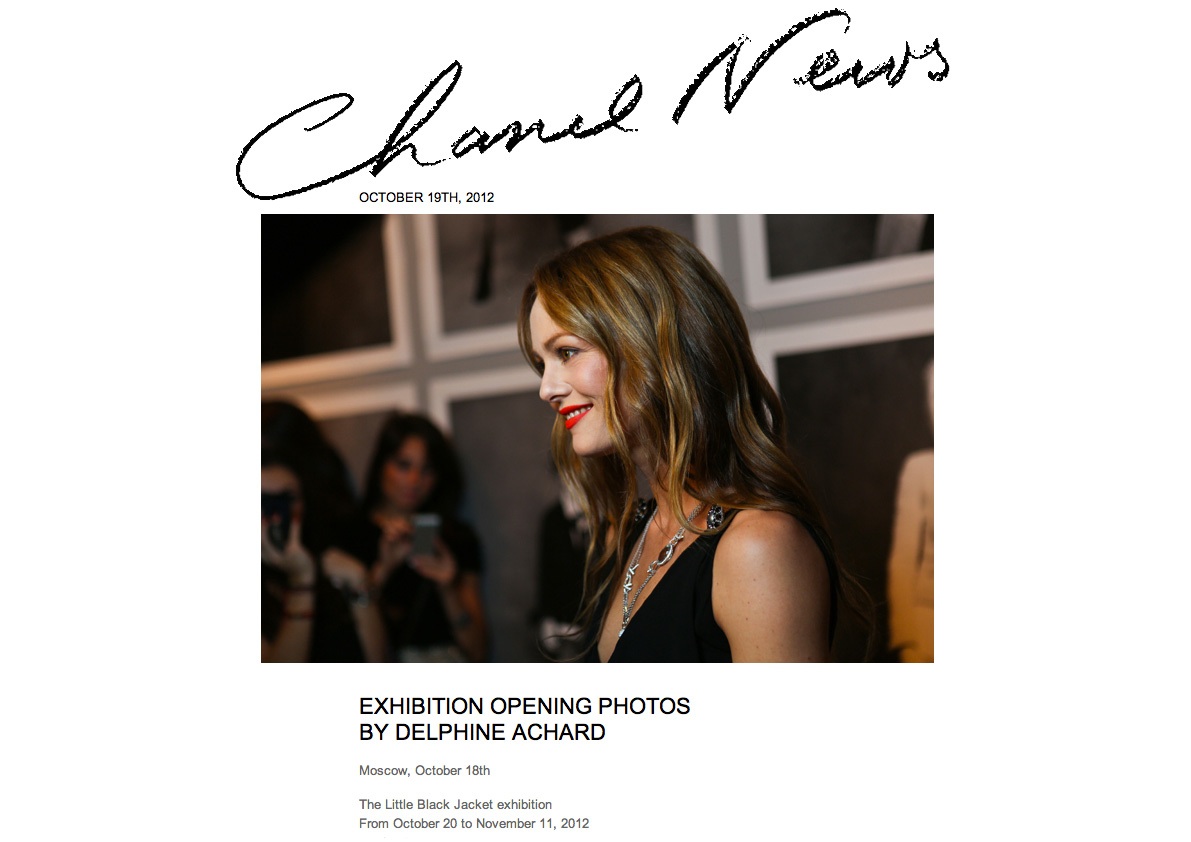 Chanel News
OCTOBER 19TH, 2012
EXHIBITION OPENING PHOTOS
BY DELPHINE ACHARD
Moscow, October 18th
The Little Black Jacket exhibition
From October 20 to November 11, 2012